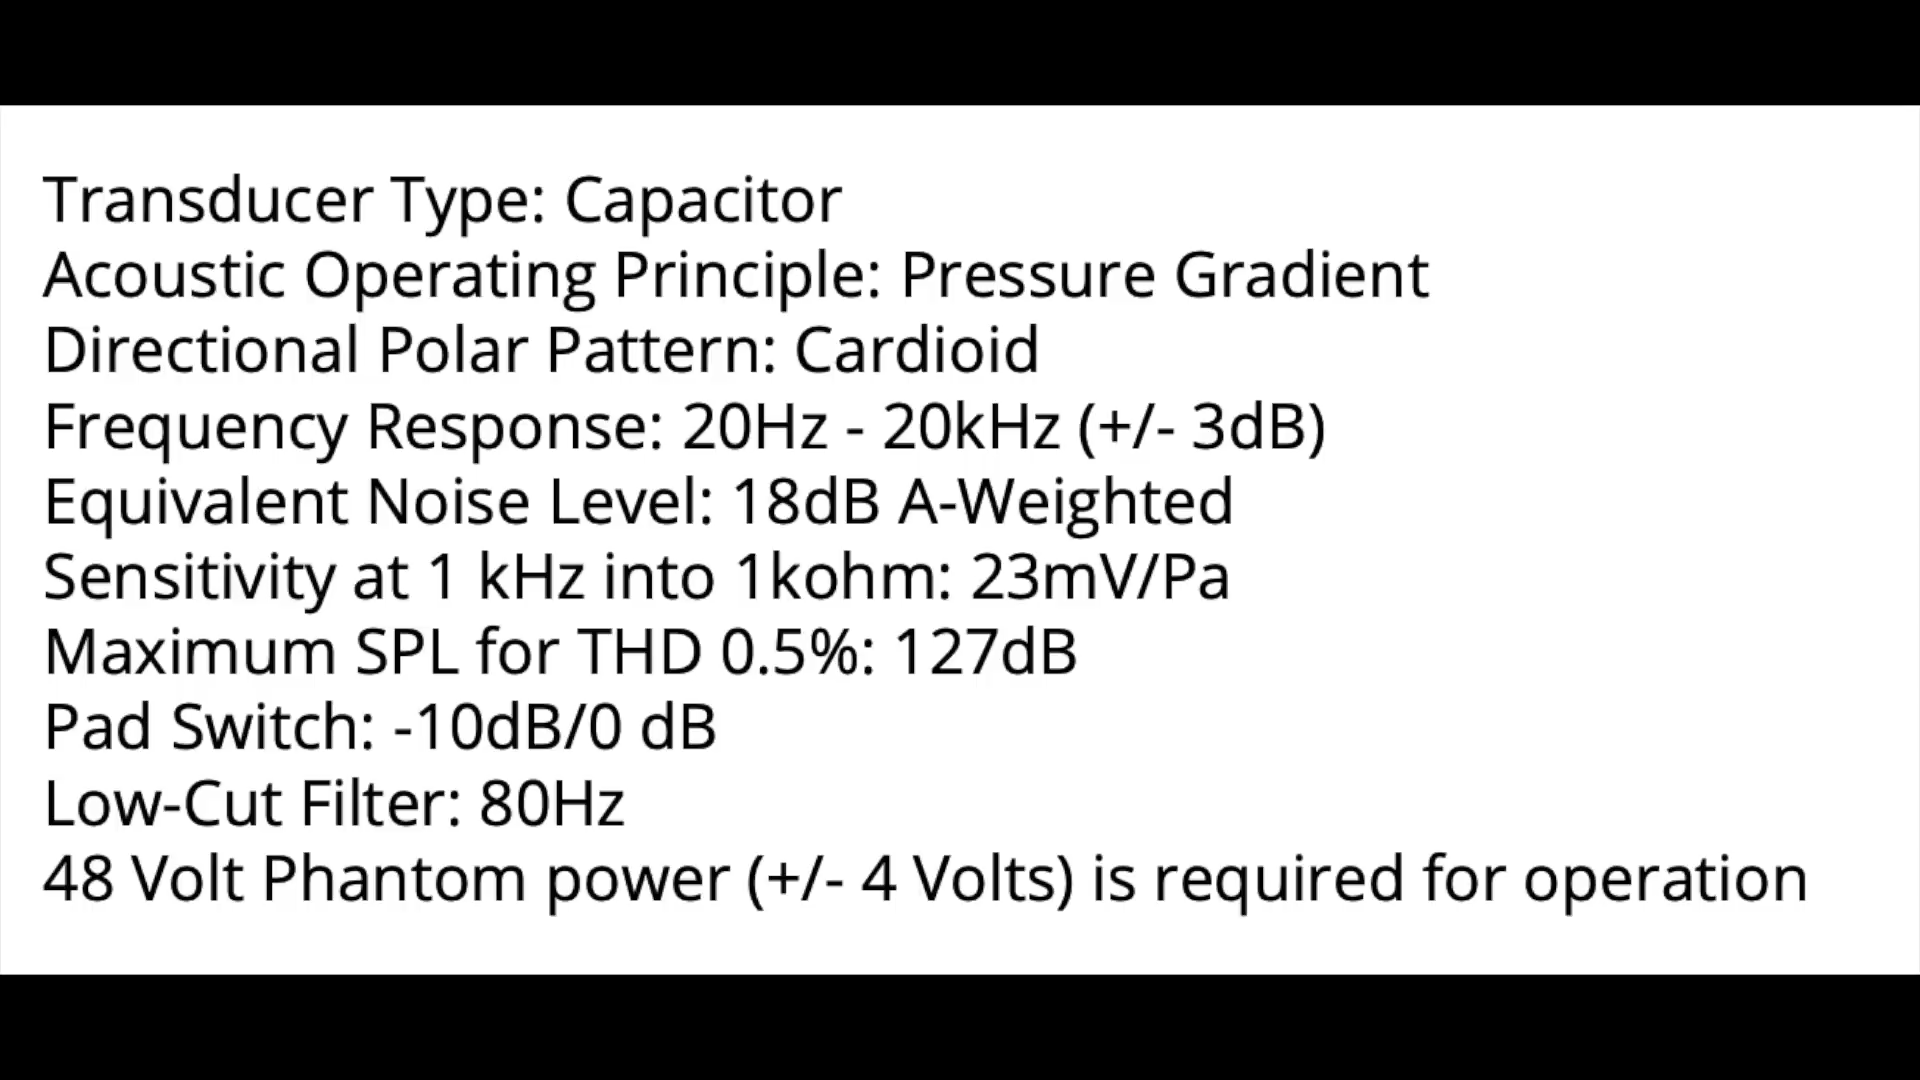 Transducer Type: Capacitor
Acoustic Operating Principle: Pressure Gradient
Directional Polar Pattern: Cardioid
Frequency Response: 20Hz - 20kHz (+/- 3dB)
Equivalent Noise Level: 18dB A-Weighted
Sensitivity at 1 kHz into 1kohm: 23mV/Pa
Maximum SPL for THD 0.5%: 127dB
Pad Switch: -10dB/0 dB
Low-Cut Filter: 80Hz
48 Volt Phantom power (+/- 4 Volts) is required for operation